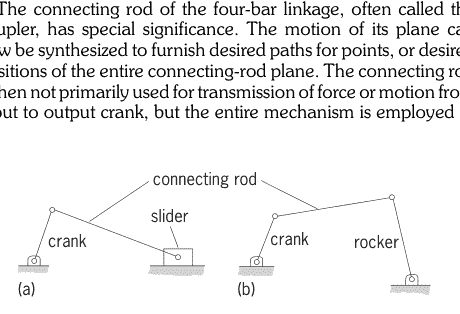 The connecting rod of the four-bar linkage, often called th
upler, has special significance. The motion of its plane ca
w be synthesized to furnish desired paths for points, or desire
sitions of the entire connecting-rod plane. The connecting ro
hen not primarily used for transmission of force or motion fro
out to output crank, but the entire mechanism is employed
connecting rod
slider
crank
crank
rocker
(a)
(b)